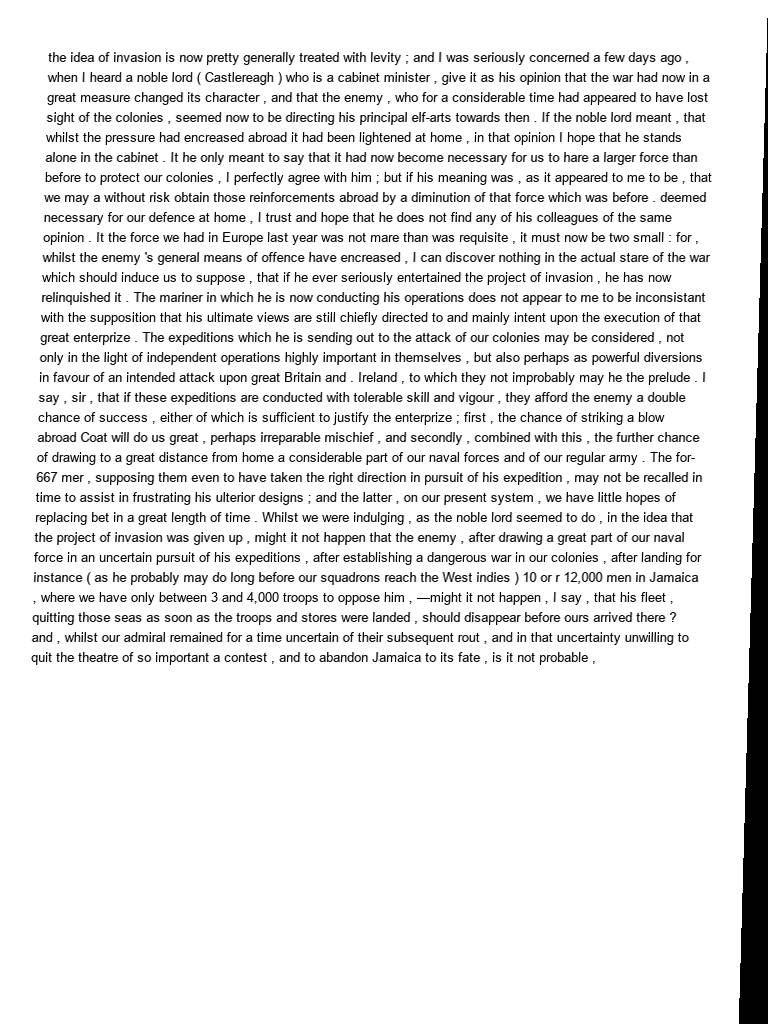 the idea of invasion is now pretty generally treated with levity ; and I was seriously concerned a few days ago ,
when I heard a noble lord ( Castlereagh ) who is a cabinet minister , give it as his opinion that the war had now in a
great measure changed its character , and that the enemy , who for a considerable time had appeared to have lost
sight of the colonies , seemed now to be directing his principal elf-arts towards then . If the noble lord meant , that
whilst the pressure had encreased abroad it had been lightened at home , in that opinion I hope that he stands
alone in the cabinet . It he only meant to say that it had now become necessary for us to hare a larger force than
before to protect our colonies , I perfectly agree with him ; but if his meaning was , as it appeared to me to be , that
we may a without risk obtain those reinforcements abroad by a diminution of that force which was before . deemed
necessary for our defence at home , I trust and hope that he does not find any of his colleagues of the same
opinion . It the force we had in Europe last year was not mare than was requisite , it must now be two small : for ,
whilst the enemy 's general means of offence have encreased , I can discover nothing in the actual stare of the war
which should induce us to suppose , that if he ever seriously entertained the project of invasion , he has now
relinquished it . The mariner in which he is now conducting his operations does not appear to me to be inconsistant
with the supposition that his ultimate views are still chiefly directed to and mainly intent upon the execution of that
great enterprize . The expeditions which he is sending out to the attack of our colonies may be considered , not
only in the light of independent operations highly important in themselves , but also perhaps as powerful diversions
in favour of an intended attack upon great Britain and . Ireland , to which they not improbably may he the prelude . I
say , sir , that if these expeditions are conducted with tolerable skill and vigour , they afford the enemy a double
chance of success , either of which is sufficient to justify the enterprize ; first , the chance of striking a blow
abroad Coat will do us great , perhaps irreparable mischief , and secondly , combined with this , the further chance
of drawing to a great distance from home a considerable part of our naval forces and of our regular army . The for-
667 mer , supposing them even to have taken the right direction in pursuit of his expedition , may not be recalled in
time to assist in frustrating his ulterior designs ; and the latter , on our present system , we have little hopes of
replacing bet in a great length of time . Whilst we were indulging , as the noble lord seemed to do , in the idea that
the project of invasion was given up , might it not happen that the enemy , after drawing a great part of our naval
force in an uncertain pursuit of his expeditions , after establishing a dangerous war in our colonies , after landing for
instance ( as he probably may do long before our squadrons reach the West indies ) 10 or r 12,000 men in Jamaica
, where we have only between 3 and 4,000 troops to oppose him , —might it not happen , I say , that his fleet ,
quitting those seas as soon as the troops and stores were landed , should disappear before ours arrived there ?
and , whilst our admiral remained for a time uncertain of their subsequent rout , and in that uncertainty unwilling to
quit the theatre of so important a contest , and to abandon Jamaica to its fate , is it not probable ,